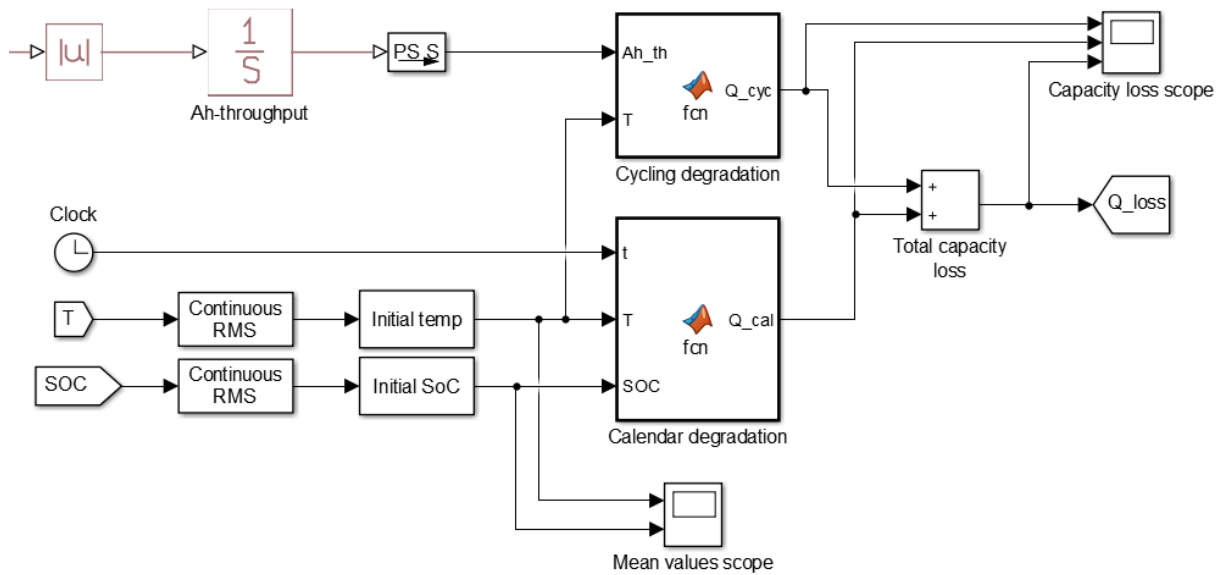 |u|
1
S
PS S
Ah-throughput
Ah_th
T
fcn
Q_cyc
Cycling degradation
Capacity loss scope
+
+
Total capacity
loss
Q_loss
Clock
t
T
SOC
fcn
Q_cal
Calendar degradation
T
Continuous
RMS
Initial temp
SOC
Continuous
RMS
Initial SoC
Mean values scope